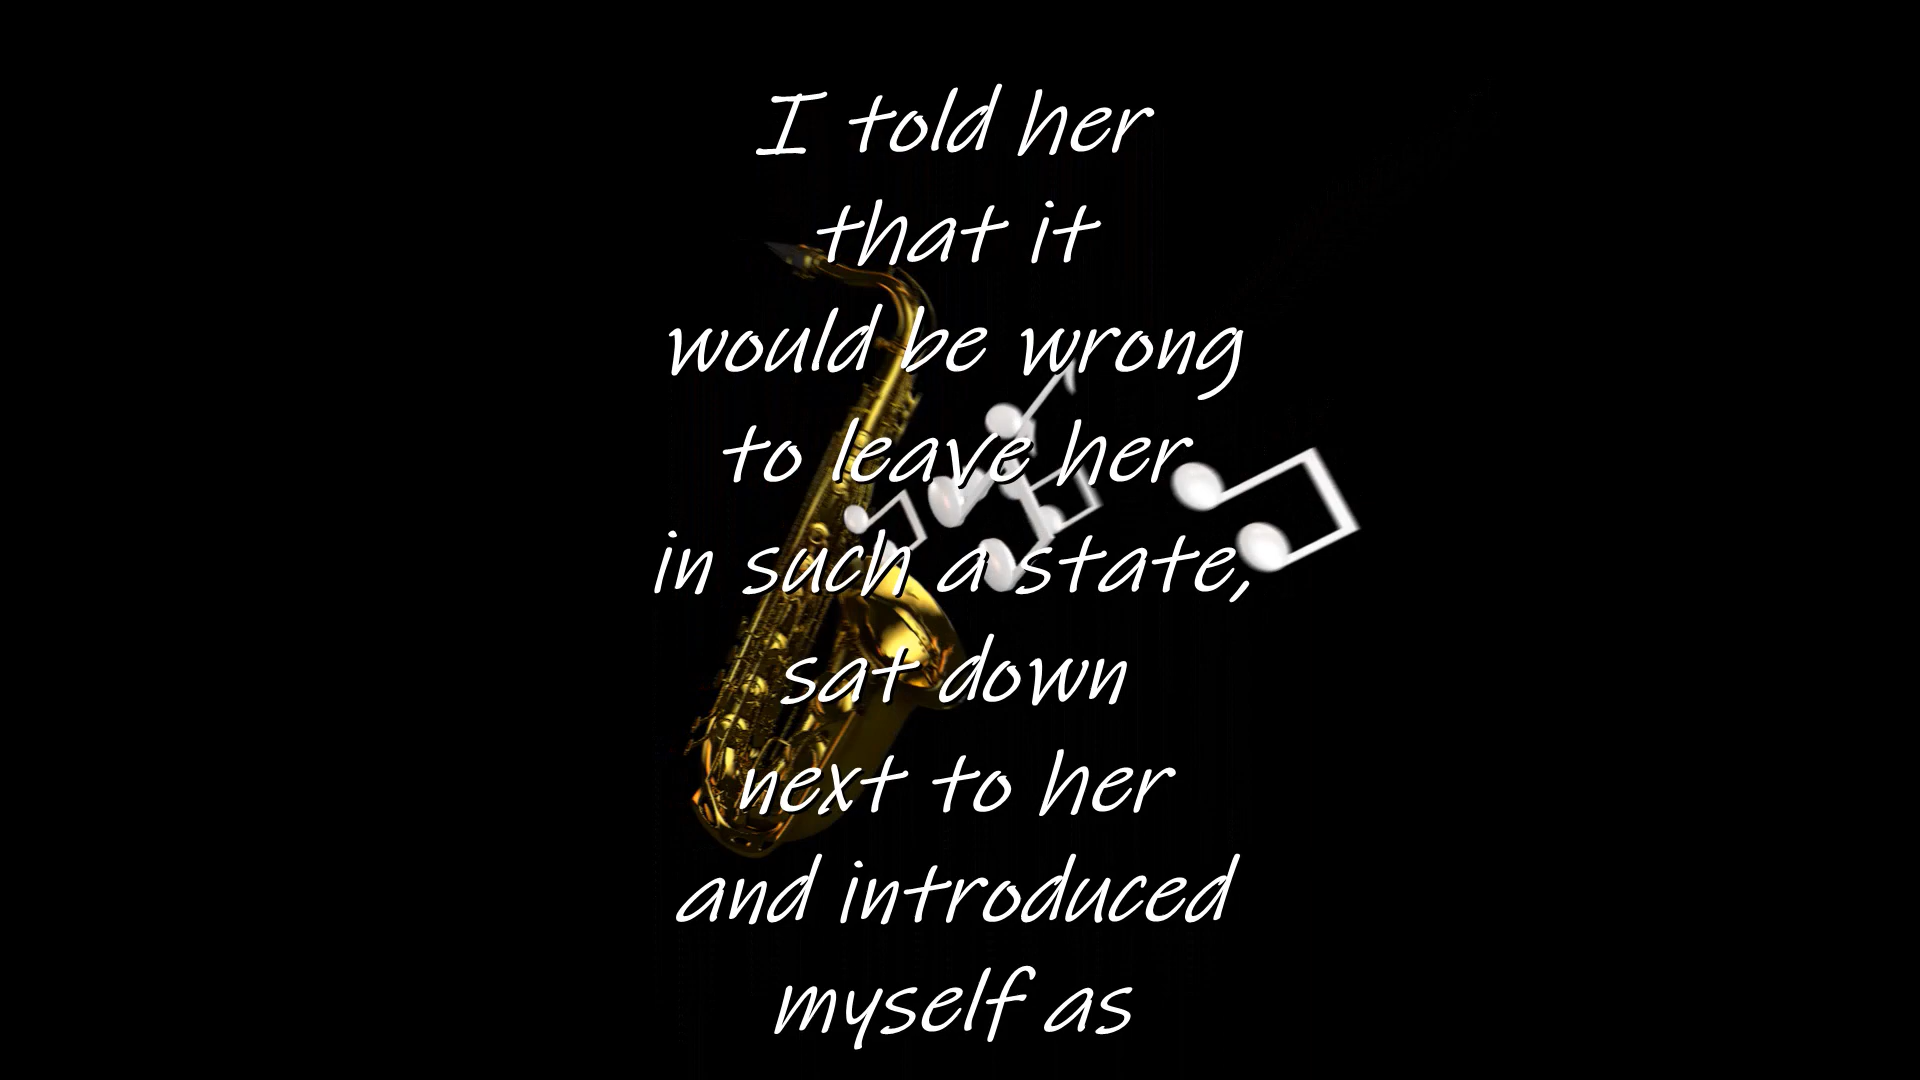 I told her
that it
would be wrong
to leave her
in such a state,
sat down
next to her
and introduced
myself as